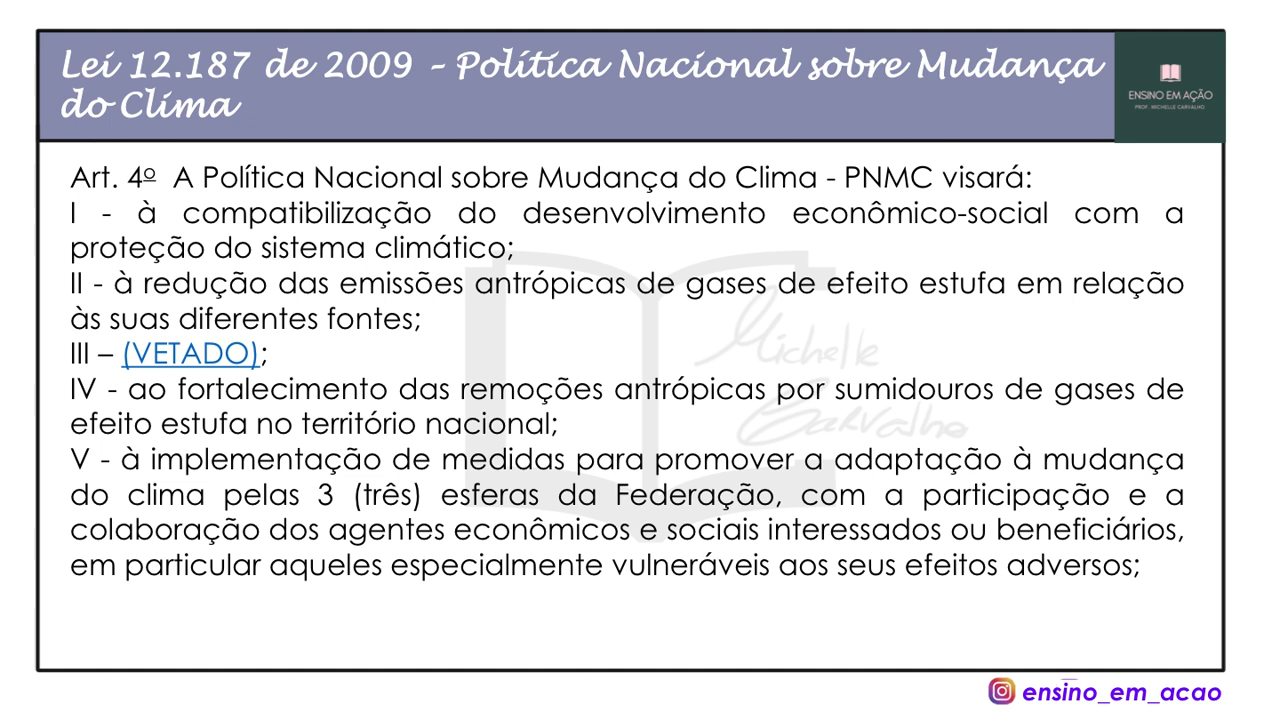 Lei 12.187 de 2009 – Política Nacional sobre Mudança
do Clima
ENSINO EM AÇÃO
PROF. MICHELLE CARVALHO
Art. 4º A Política Nacional sobre Mudança do Clima - PNMC visará:
I - à compatibilização do desenvolvimento econômico-social com a
proteção do sistema climático;
II - à redução das emissões antrópicas de gases de efeito estufa em relação
às suas diferentes fontes;
III – (VETADO);
IV - ao fortalecimento das remoções antrópicas por sumidouros de gases de
efeito estufa no território nacional;
V - à implementação de medidas para promover a adaptação à mudança
do clima pelas 3 (três) esferas da Federação, com a participação e a
colaboração dos agentes econômicos e sociais interessados ou beneficiários,
em particular aqueles especialmente vulneráveis aos seus efeitos adversos;
Michelle
Carvalho
ensino_em_acao